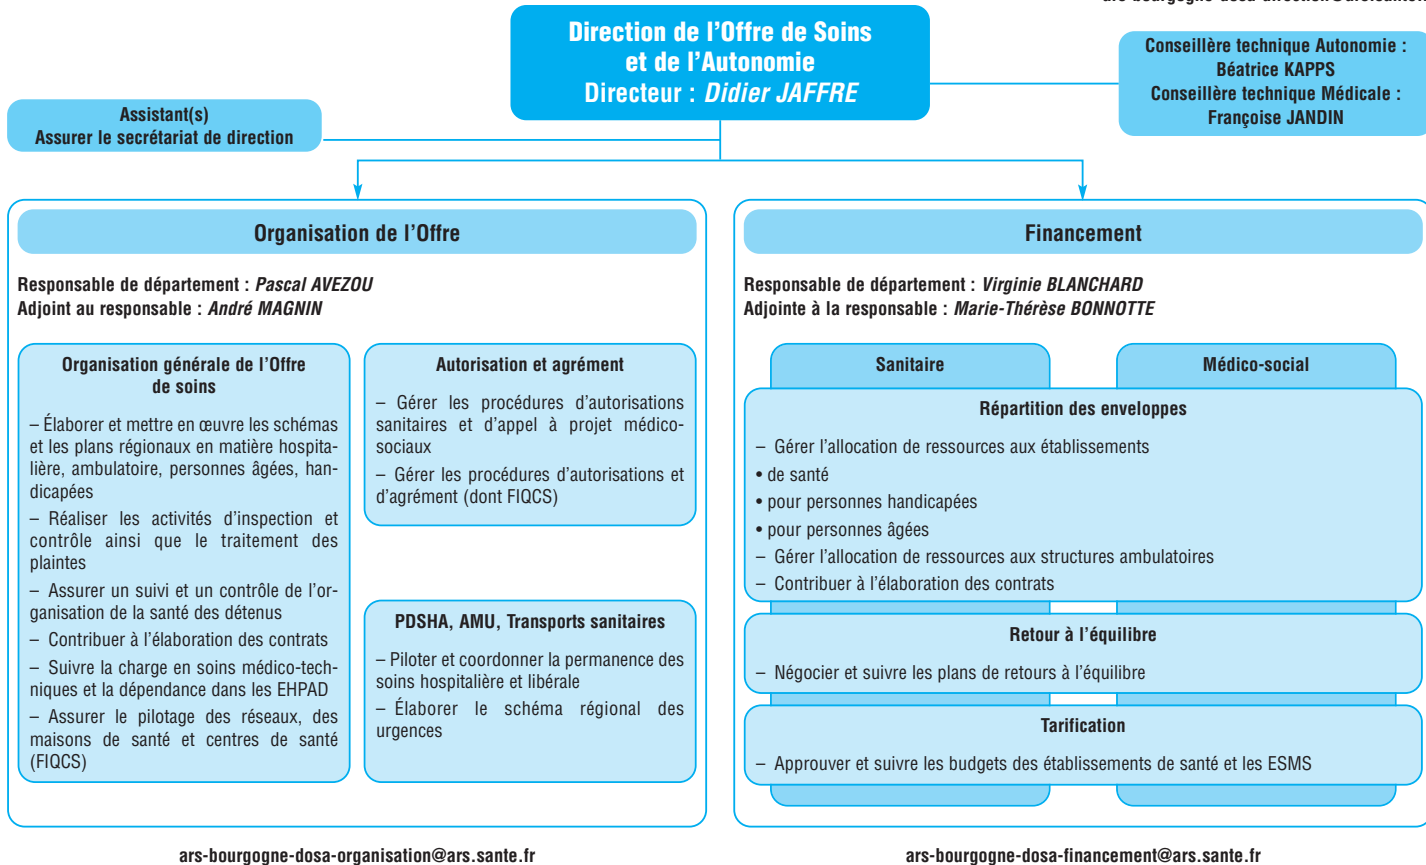 Direction de l'Offre de Soins
et de l'Autonomie
Directeur : Didier JAFFRE
Conseillère technique Autonomie :
Béatrice KAPPS
Conseillère technique Médicale :
Françoise JANDIN
Assistant(s)
Assurer le secrétariat de direction
Organisation de l'Offre
Responsable de département : Pascal AVEZOU
Adjoint au responsable : André MAGNIN
Organisation générale de l'Offre
de soins
– Élaborer et mettre en œuvre les schémas
et les plans régionaux en matière hospita-
lière, ambulatoire, personnes âgées, han-
dicapées
– Réaliser les activités d'inspection et
contrôle ainsi que le traitement des
plaintes
– Assurer un suivi et un contrôle de l'or-
ganisation de la santé des détenus
– Contribuer à l'élaboration des contrats
– Suivre la charge en soins médico-tech-
niques et la dépendance dans les EHPAD
– Assurer le pilotage des réseaux, des
maisons de santé et centres de santé
(FIQCS)
Autorisation et agrément
– Gérer les procédures d'autorisations
sanitaires et d'appel à projet médico-
sociaux
– Gérer les procédures d'autorisations et
d'agrément (dont FIQCS)
PDSHA, AMU, Transports sanitaires
– Piloter et coordonner la permanence des
soins hospitalière et libérale
– Élaborer le schéma régional des
urgences
ars-bourgogne-dosa-organisation@ars.sante.fr
Financement
Responsable de département : Virginie BLANCHARD
Adjointe à la responsable : Marie-Thérèse BONNOTTE
Sanitaire
Médico-social
Répartition des enveloppes
– Gérer l'allocation de ressources aux établissements
• de santé
• pour personnes handicapées
• pour personnes âgées
– Gérer l'allocation de ressources aux structures ambulatoires
– Contribuer à l'élaboration des contrats
Retour à l'équilibre
– Négocier et suivre les plans de retours à l'équilibre
Tarification
– Approuver et suivre les budgets des établissements de santé et les ESMS
ars-bourgogne-dosa-financement@ars.sante.fr